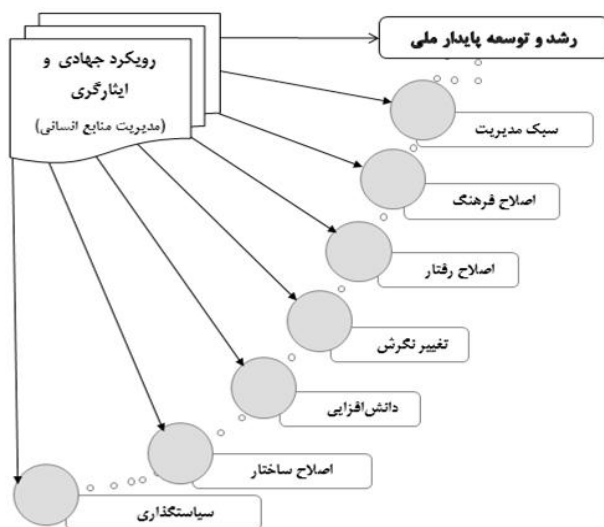 رشد و توسعه پایدار ملی
رویکرد جهادی و
ایثارگری
(مدیریت منابع انسانی)
سبک مدیریت
اصلاح فرهنگ
اصلاح رفتار
تغییر نگرش
دانش‌افزایی
اصلاح ساختار
سیاستگذاری